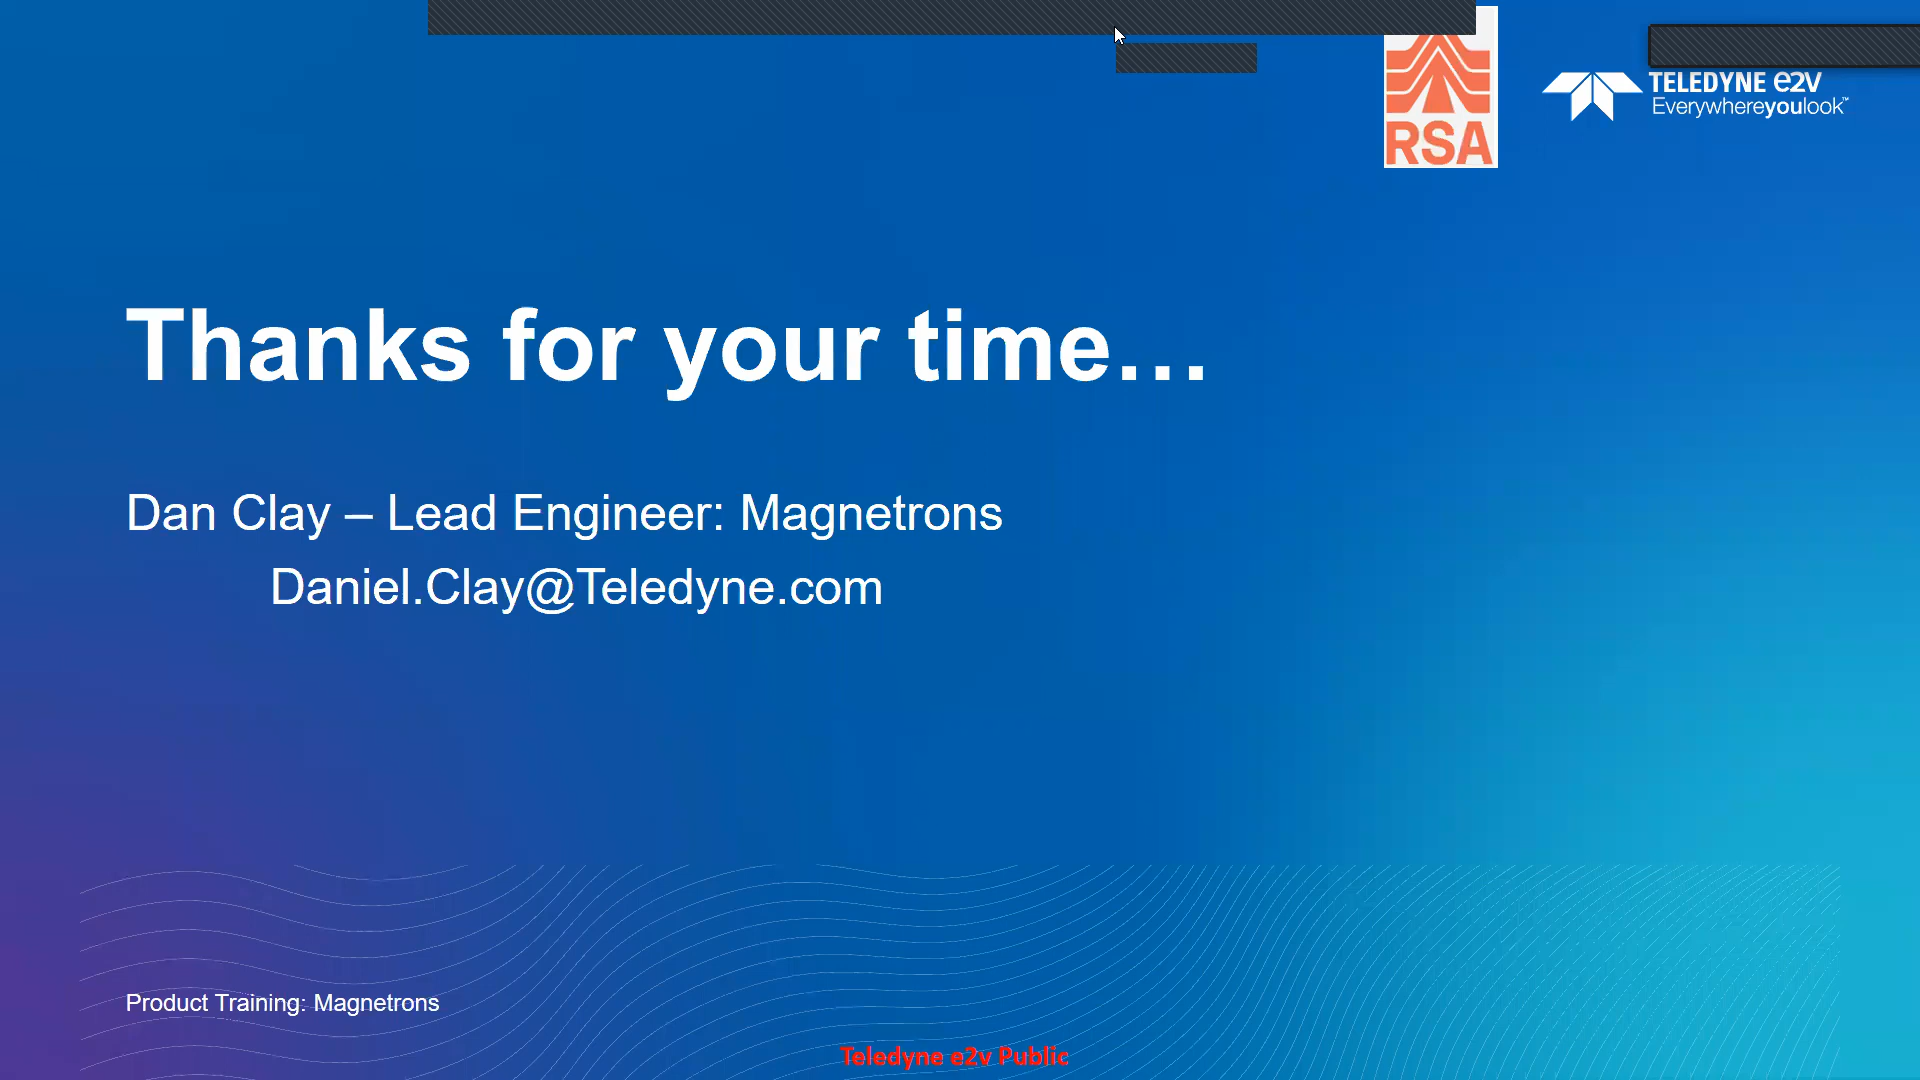 RSA
TELEDYNE e2V
Everywhereyoulook™
Thanks for your time…
Dan Clay – Lead Engineer: Magnetrons
Daniel.Clay@Teledyne.com
Product Training: Magnetrons
Teledyne e2v Public